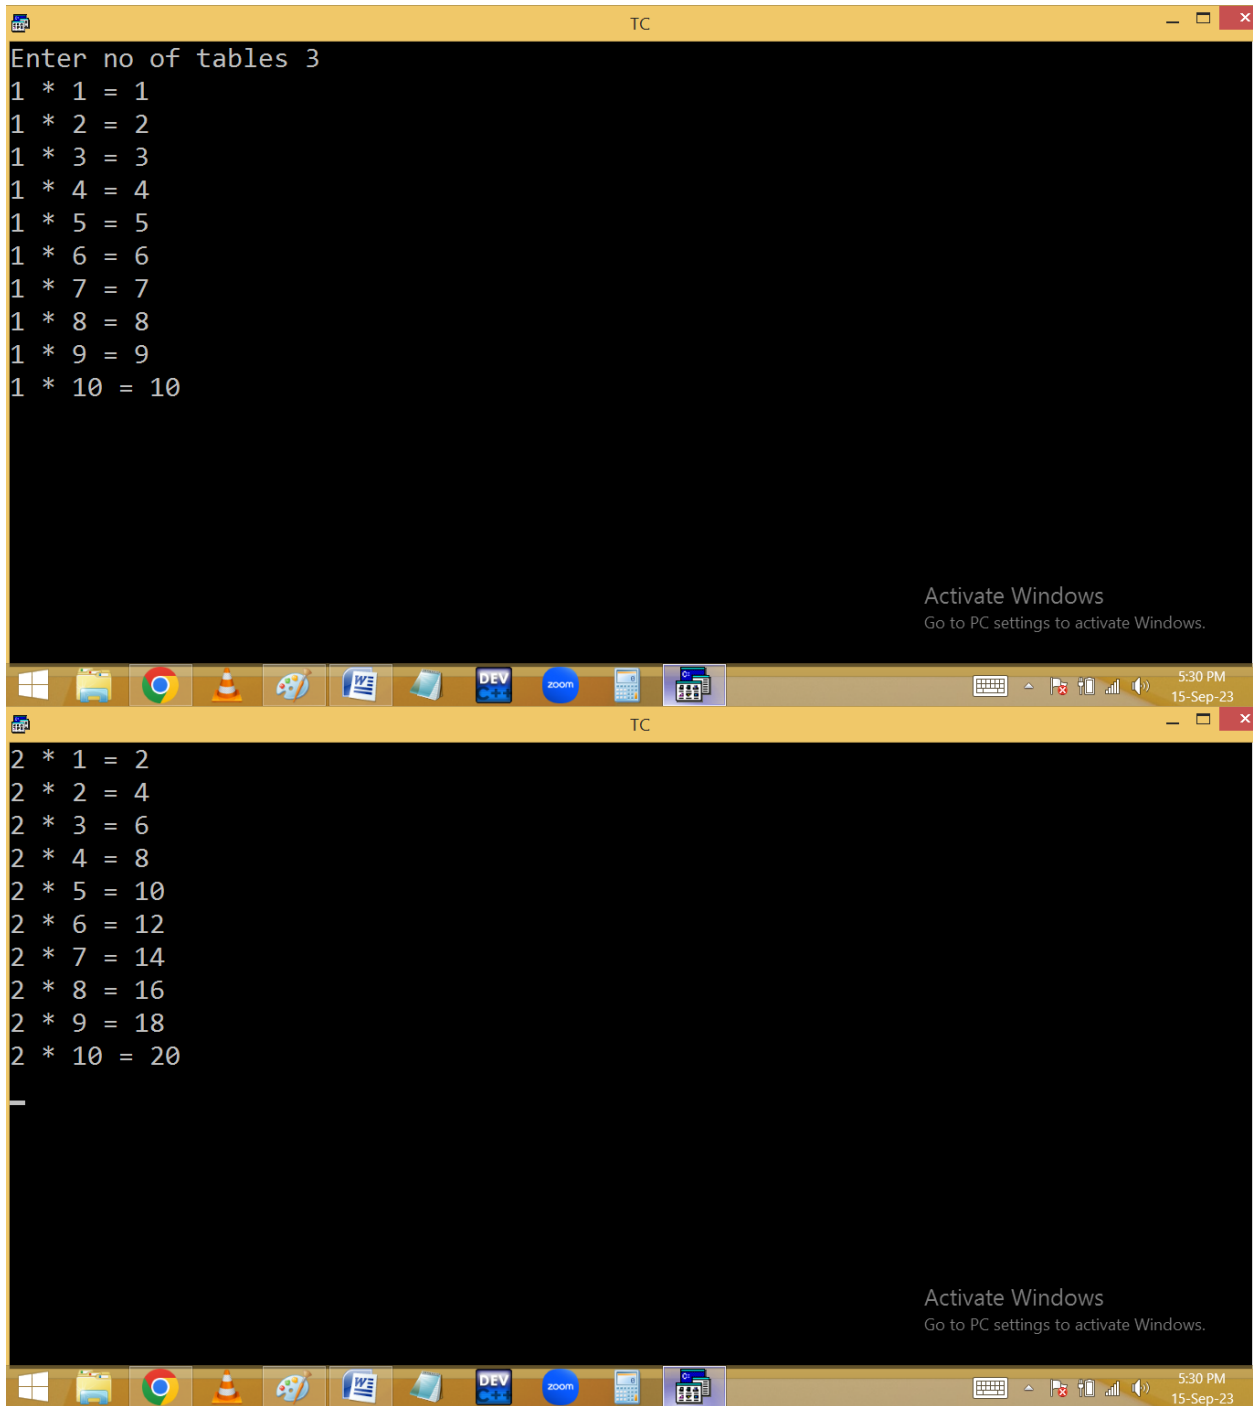 TC
Enter no of tables 3
1 * 1 = 1
1 * 2 = 2
1 * 3 = 3
1 * 4 = 4
1 * 5 = 5
1 * 6 = 6
1 * 7 = 7
1 * 8 = 8
1 * 9 = 9
1 * 10 = 10
Activate Windows
Go to PC settings to activate Windows.
DEV
C++
zoom
5:30 PM
15-Sep-23
TC
2 * 1 = 2
2 * 2 = 4
2 * 3 = 6
2 * 4 = 8
2 * 5 = 10
2 * 6 = 12
2 * 7 = 14
2 * 8 = 16
2 * 9 = 18
2 * 10 = 20
Activate Windows
Go to PC settings to activate Windows.
DEV
C++
zoom
5:30 PM
15-Sep-23